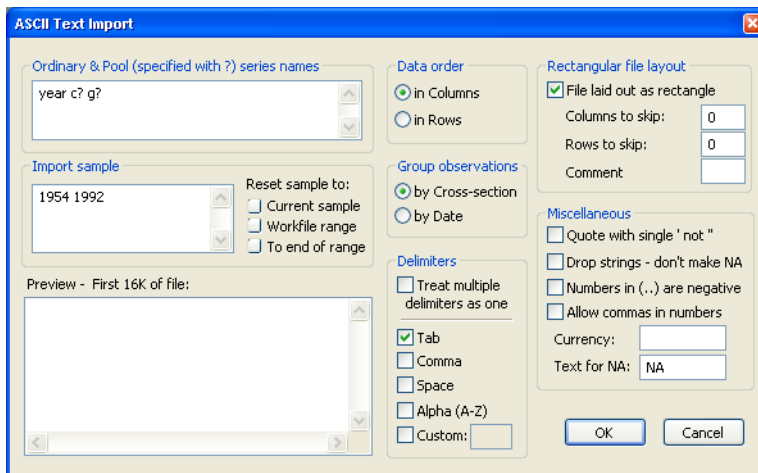 ASCII Text Import
Ordinary & Pool (specified with ?) series names
year c? g?
Import sample
1954 1992
Reset sample to:
Current sample
Workfile range
To end of range
Preview - First 16K of file:
Data order
in Columns
in Rows
Group observations
by Cross-section
by Date
Delimiters
Treat multiple
delimiters as one
Tab
Comma
Space
Alpha (A-Z)
Custom:
Rectangular file layout
File laid out as rectangle
Columns to skip: 0
Rows to skip: 0
Comment
Miscellaneous
Quote with single ' not "
Drop strings - don't make NA
Numbers in (..) are negative
Allow commas in numbers
Currency:
Text for NA: NA
OK Cancel